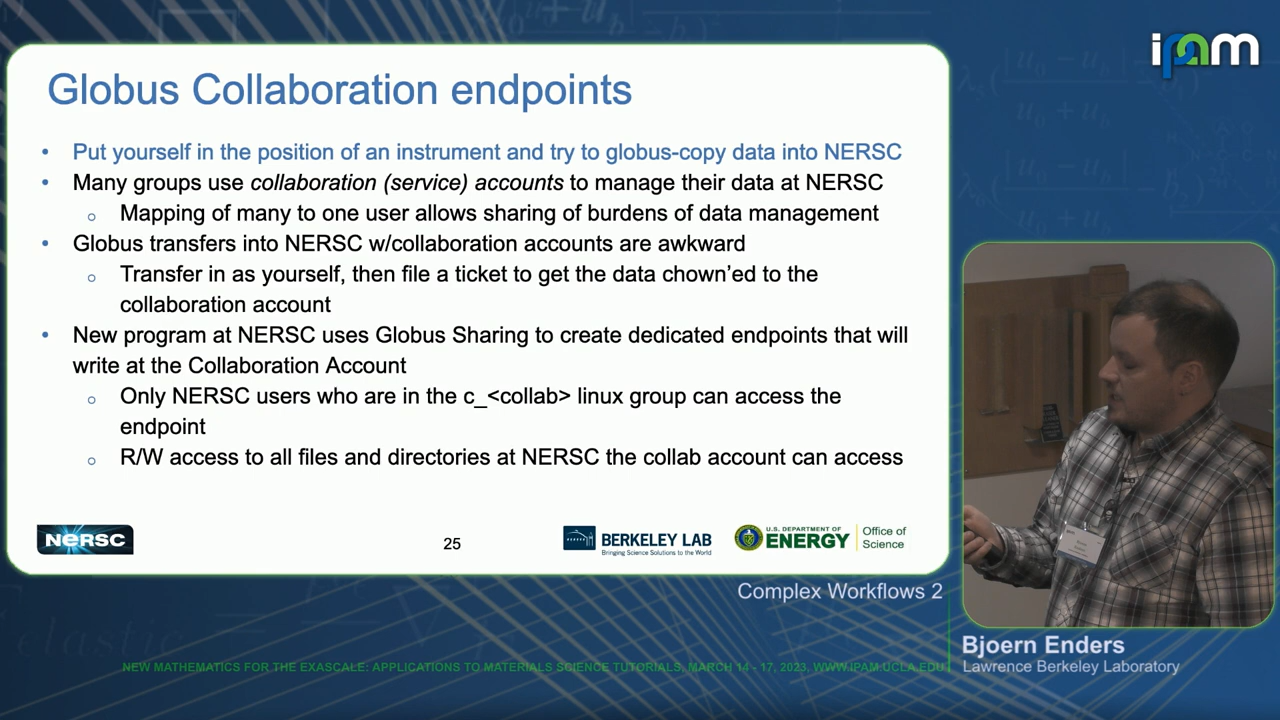 ipam
Globus Collaboration endpoints
• Put yourself in the position of an instrument and try to globus-copy data into NERSC
• Many groups use collaboration (service) accounts to manage their data at NERSC
○ Mapping of many to one user allows sharing of burdens of data management
• Globus transfers into NERSC w/collaboration accounts are awkward
○ Transfer in as yourself, then file a ticket to get the data chown’ed to the
collaboration account
• New program at NERSC uses Globus Sharing to create dedicated endpoints that will
write at the Collaboration Account
○ Only NERSC users who are in the c_<collab> linux group can access the
endpoint
○ R/W access to all files and directories at NERSC the collab account can access
NERSC
25
BERKELEY LAB
Bringing Science Solutions to the World
U.S. DEPARTMENT OF
ENERGY
Office of
Science
Complex Workflows 2
Bjoern Enders
Lawrence Berkeley Laboratory
NEW MATHEMATICS FOR THE EXASCALE: APPLICATIONS TO MATERIALS SCIENCE TUTORIALS, MARCH 14 - 17, 2023, WWW.IPAM.UCLA.EDU
elastic